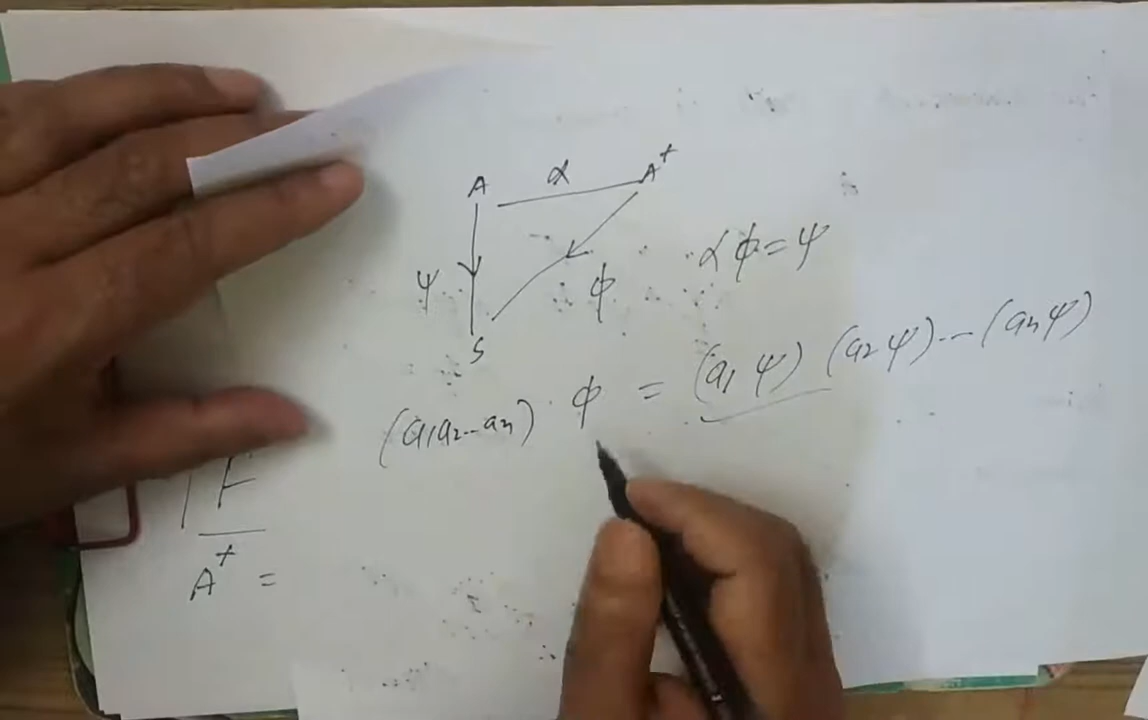 A α A⁺
αφ = ψ
ψ φ
S
(a₁a₂...aₙ) · φ = (a₁ψ) (a₂ψ) -- (aₙψ)
F
A⁺ =